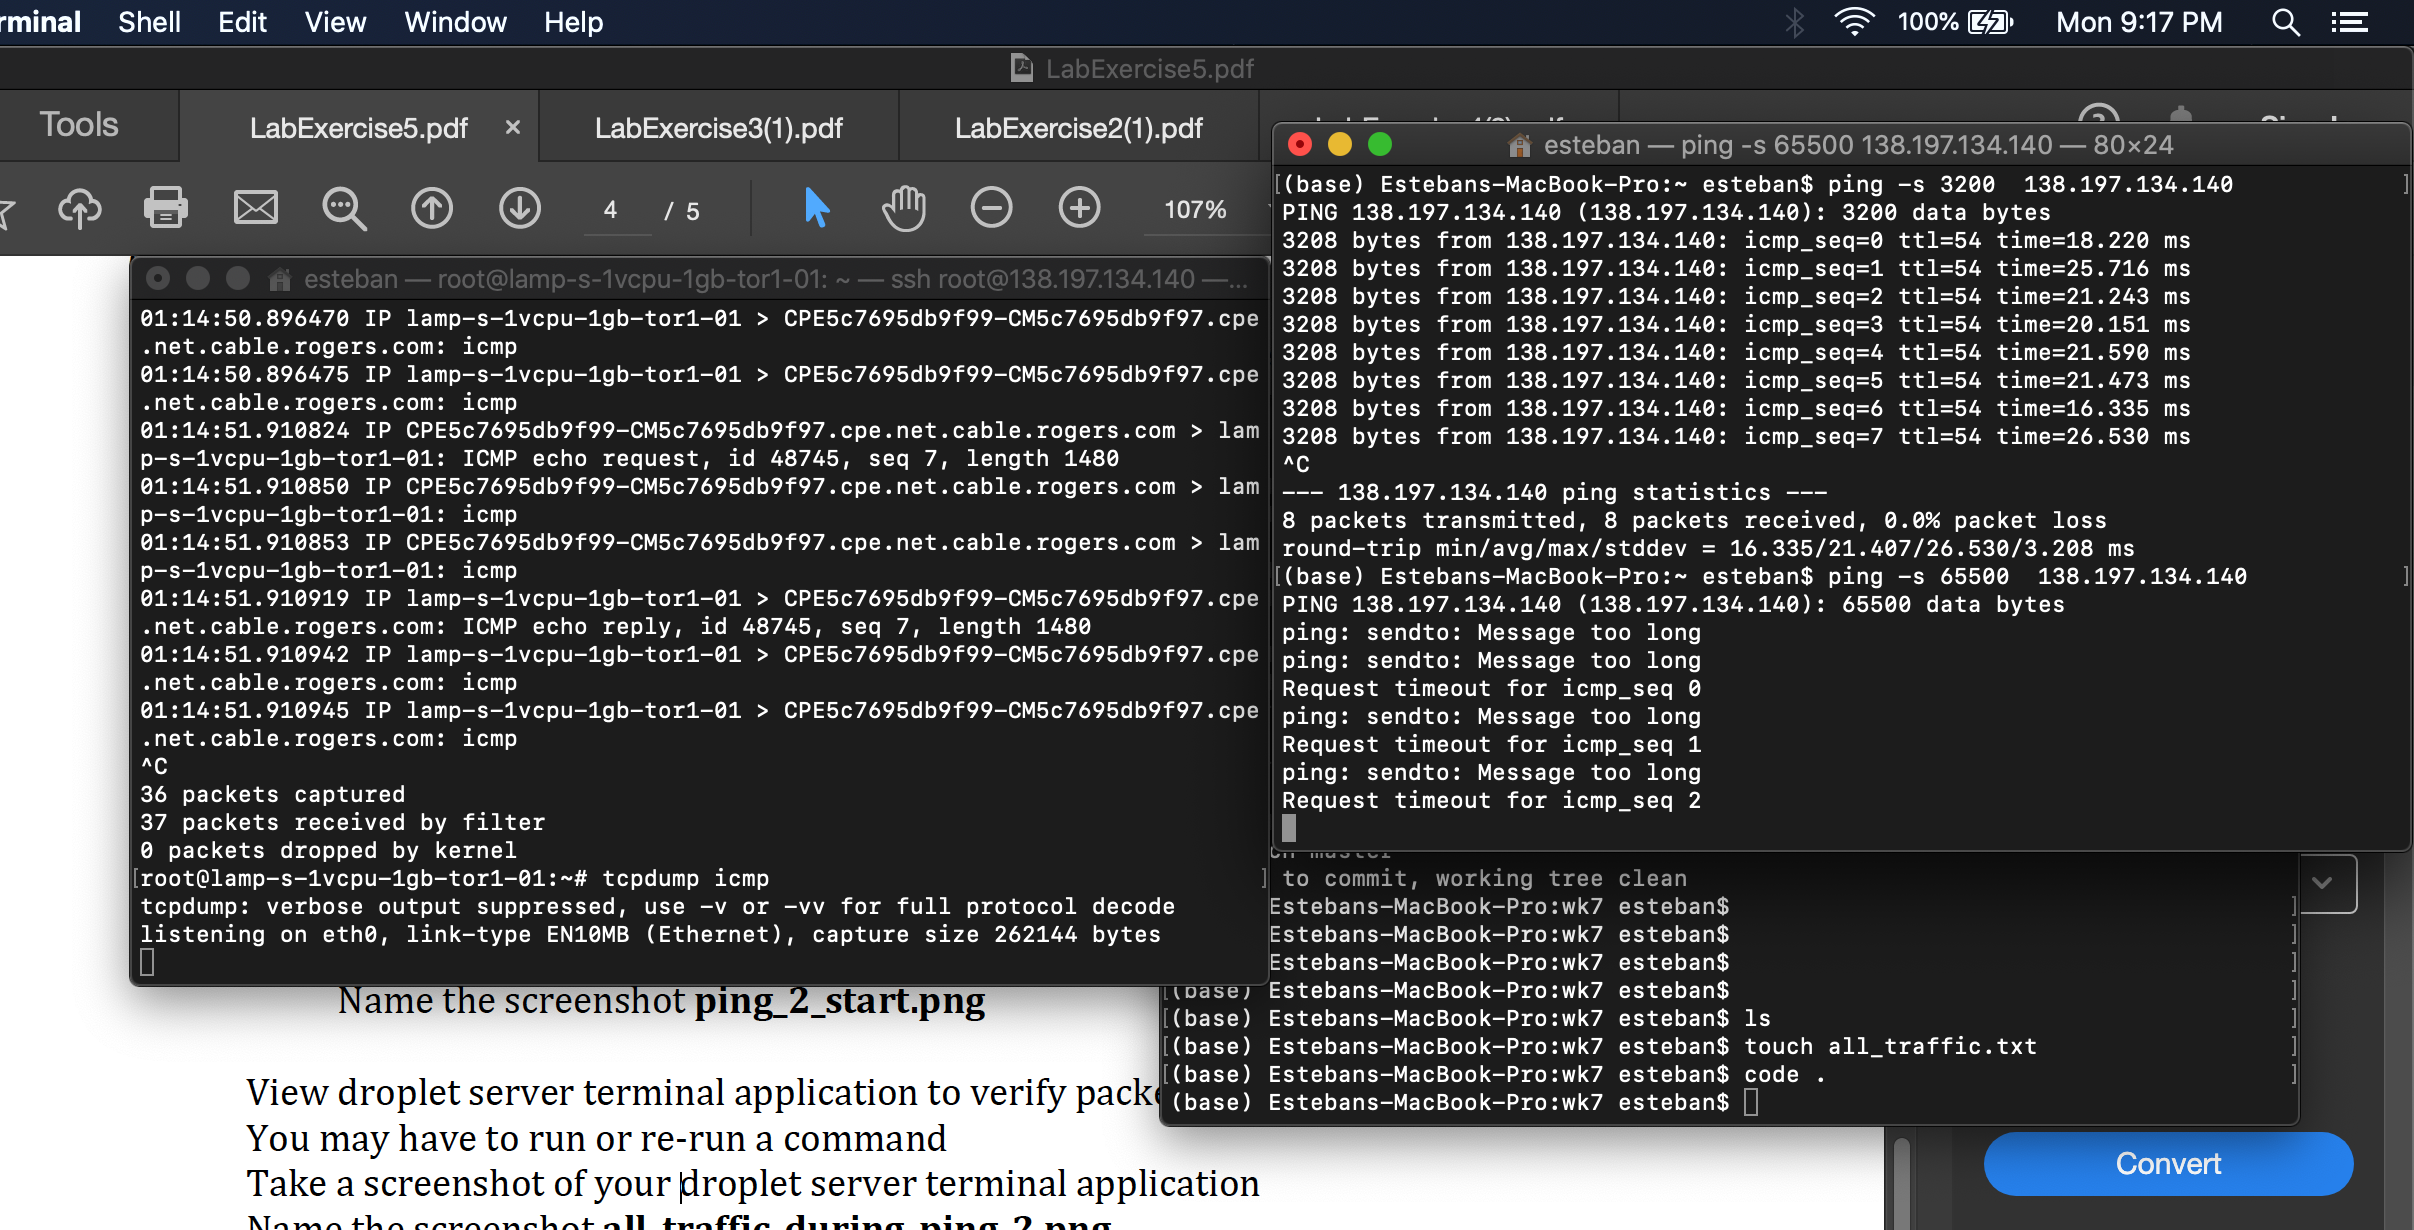 Shell Edit View Window Help 100% Mon 9:17 PM
LabExercise5.pdf
Tools LabExercise5.pdf × LabExercise3(1).pdf LabExercise2(1).pdf
4 / 5 107%
esteban — root@lamp-s-1vcpu-1gb-tor1-01: ~ — ssh root@138.197.134.140 —...
01:14:50.896470 IP lamp-s-1vcpu-1gb-tor1-01 > CPE5c7695db9f99-CM5c7695db9f97.cpe
.net.cable.rogers.com: icmp
01:14:50.896475 IP lamp-s-1vcpu-1gb-tor1-01 > CPE5c7695db9f99-CM5c7695db9f97.cpe
.net.cable.rogers.com: icmp
01:14:51.910824 IP CPE5c7695db9f99-CM5c7695db9f97.cpe.net.cable.rogers.com > lam
p-s-1vcpu-1gb-tor1-01: ICMP echo request, id 48745, seq 7, length 1480
01:14:51.910850 IP CPE5c7695db9f99-CM5c7695db9f97.cpe.net.cable.rogers.com > lam
p-s-1vcpu-1gb-tor1-01: icmp
01:14:51.910853 IP CPE5c7695db9f99-CM5c7695db9f97.cpe.net.cable.rogers.com > lam
p-s-1vcpu-1gb-tor1-01: icmp
01:14:51.910919 IP lamp-s-1vcpu-1gb-tor1-01 > CPE5c7695db9f99-CM5c7695db9f97.cpe
.net.cable.rogers.com: ICMP echo reply, id 48745, seq 7, length 1480
01:14:51.910942 IP lamp-s-1vcpu-1gb-tor1-01 > CPE5c7695db9f99-CM5c7695db9f97.cpe
.net.cable.rogers.com: icmp
01:14:51.910945 IP lamp-s-1vcpu-1gb-tor1-01 > CPE5c7695db9f99-CM5c7695db9f97.cpe
.net.cable.rogers.com: icmp
^C
36 packets captured
37 packets received by filter
0 packets dropped by kernel
[root@lamp-s-1vcpu-1gb-tor1-01:~# tcpdump icmp ]
tcpdump: verbose output suppressed, use -v or -vv for full protocol decode
listening on eth0, link-type EN10MB (Ethernet), capture size 262144 bytes
esteban — ping -s 65500 138.197.134.140 — 80×24
[(base) Estebans-MacBook-Pro:~ esteban$ ping -s 3200  138.197.134.140 ]
PING 138.197.134.140 (138.197.134.140): 3200 data bytes
3208 bytes from 138.197.134.140: icmp_seq=0 ttl=54 time=18.220 ms
3208 bytes from 138.197.134.140: icmp_seq=1 ttl=54 time=25.716 ms
3208 bytes from 138.197.134.140: icmp_seq=2 ttl=54 time=21.243 ms
3208 bytes from 138.197.134.140: icmp_seq=3 ttl=54 time=20.151 ms
3208 bytes from 138.197.134.140: icmp_seq=4 ttl=54 time=21.590 ms
3208 bytes from 138.197.134.140: icmp_seq=5 ttl=54 time=21.473 ms
3208 bytes from 138.197.134.140: icmp_seq=6 ttl=54 time=16.335 ms
3208 bytes from 138.197.134.140: icmp_seq=7 ttl=54 time=26.530 ms
^C
--- 138.197.134.140 ping statistics ---
8 packets transmitted, 8 packets received, 0.0% packet loss
round-trip min/avg/max/stddev = 16.335/21.407/26.530/3.208 ms
[(base) Estebans-MacBook-Pro:~ esteban$ ping -s 65500  138.197.134.140 ]
PING 138.197.134.140 (138.197.134.140): 65500 data bytes
ping: sendto: Message too long
ping: sendto: Message too long
Request timeout for icmp_seq 0
ping: sendto: Message too long
Request timeout for icmp_seq 1
ping: sendto: Message too long
Request timeout for icmp_seq 2
to commit, working tree clean
Estebans-MacBook-Pro:wk7 esteban$ ]
Estebans-MacBook-Pro:wk7 esteban$ ]
Estebans-MacBook-Pro:wk7 esteban$ ]
[(base) Estebans-MacBook-Pro:wk7 esteban$ ]
[(base) Estebans-MacBook-Pro:wk7 esteban$ ls ]
[(base) Estebans-MacBook-Pro:wk7 esteban$ touch all_traffic.txt ]
[(base) Estebans-MacBook-Pro:wk7 esteban$ code . ]
(base) Estebans-MacBook-Pro:wk7 esteban$
Name the screenshot ping_2_start.png
View droplet server terminal application to verify
You may have to run or re-run a command
Take a screenshot of your droplet server terminal application
Name the screenshot all_traffic_during_ping_2.png
Convert